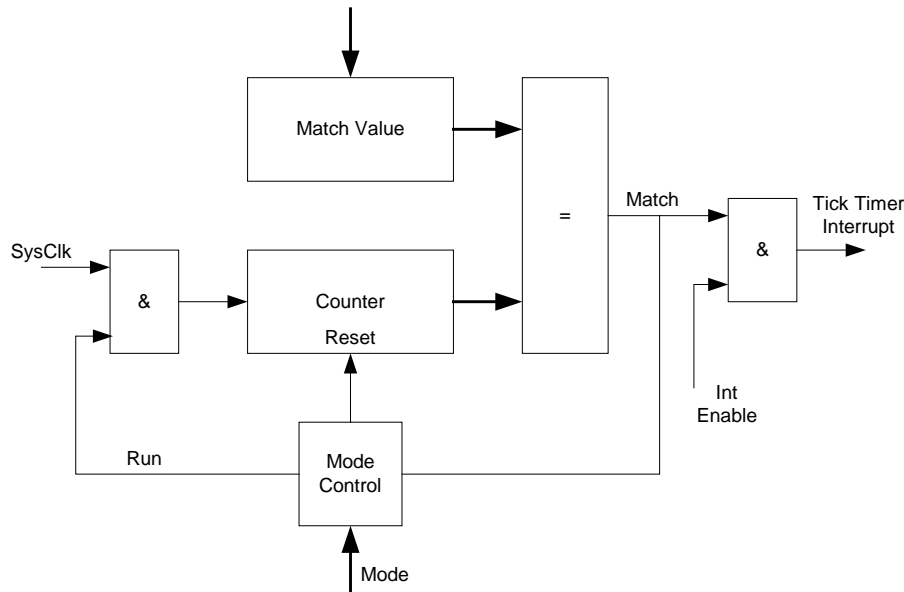 Match Value
=
Match
Tick Timer
Interrupt
&
SysClk
&
Counter
Reset
Int
Enable
Run
Mode
Control
Mode